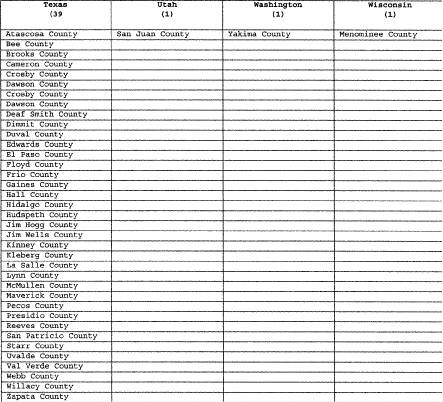 Texas Utah Washington Wisconsin
(39 (1) (1) (1)
Atascosa County San Juan County Yakima County Menominee County
Bee County
Brooks County
Cameron County
Crosby County
Dawson County
Crosby County
Dawson County
Deaf Smith County
Dimmit County
Duval County
Edwards County
El Paso County
Floyd County
Frio County
Gaines County
Hall County
Hidalgo County
Hudspeth County
Jim Hogg County
Jim Wells County
Kinney County
Kleberg County
La Salle County
Lynn County
McMullen County
Maverick County
Pecos County
Presidio County
Reeves County
San Patricio County
Starr County
Uvalde County
Val Verde County
Webb County
Willacy County
Zapata County